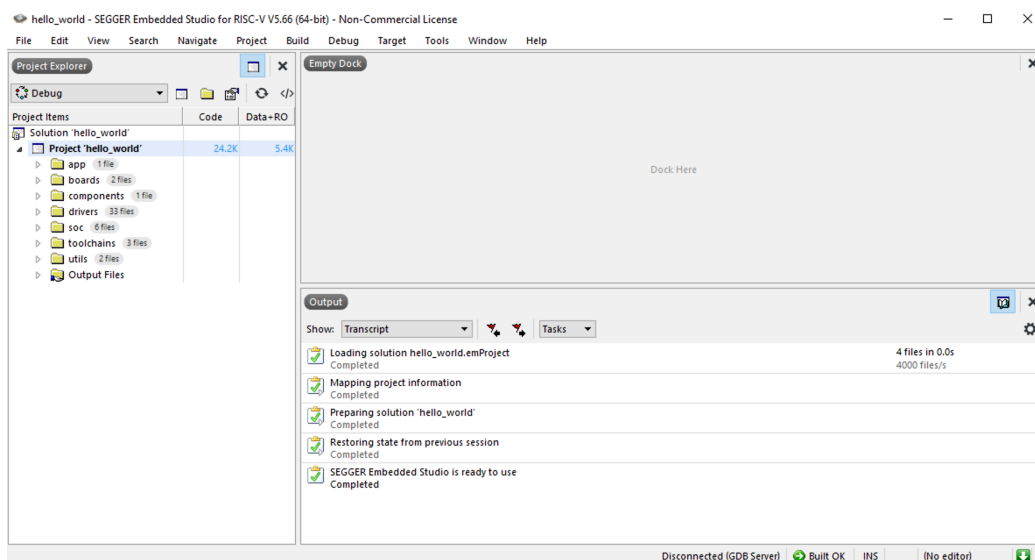 hello_world - SEGGER Embedded Studio for RISC-V V5.66 (64-bit) - Non-Commercial License
File Edit View Search Navigate Project Build Debug Target Tools Window Help
Project Explorer
Debug
Project Items Code Data+RO
Solution 'hello_world'
Project 'hello_world' 24.2K 5.4K
app 1 file
boards 2 files
components 1 file
drivers 33 files
soc 6 files
toolchains 3 files
utils 2 files
Output Files
Empty Dock
Dock Here
Output
Show: Transcript Tasks
Loading solution hello_world.emProject 4 files in 0.0s
Completed 4000 files/s
Mapping project information
Completed
Preparing solution 'hello_world'
Completed
Restoring state from previous session
Completed
SEGGER Embedded Studio is ready to use
Completed
Disconnected (GDB Server) Built OK INS (No editor)